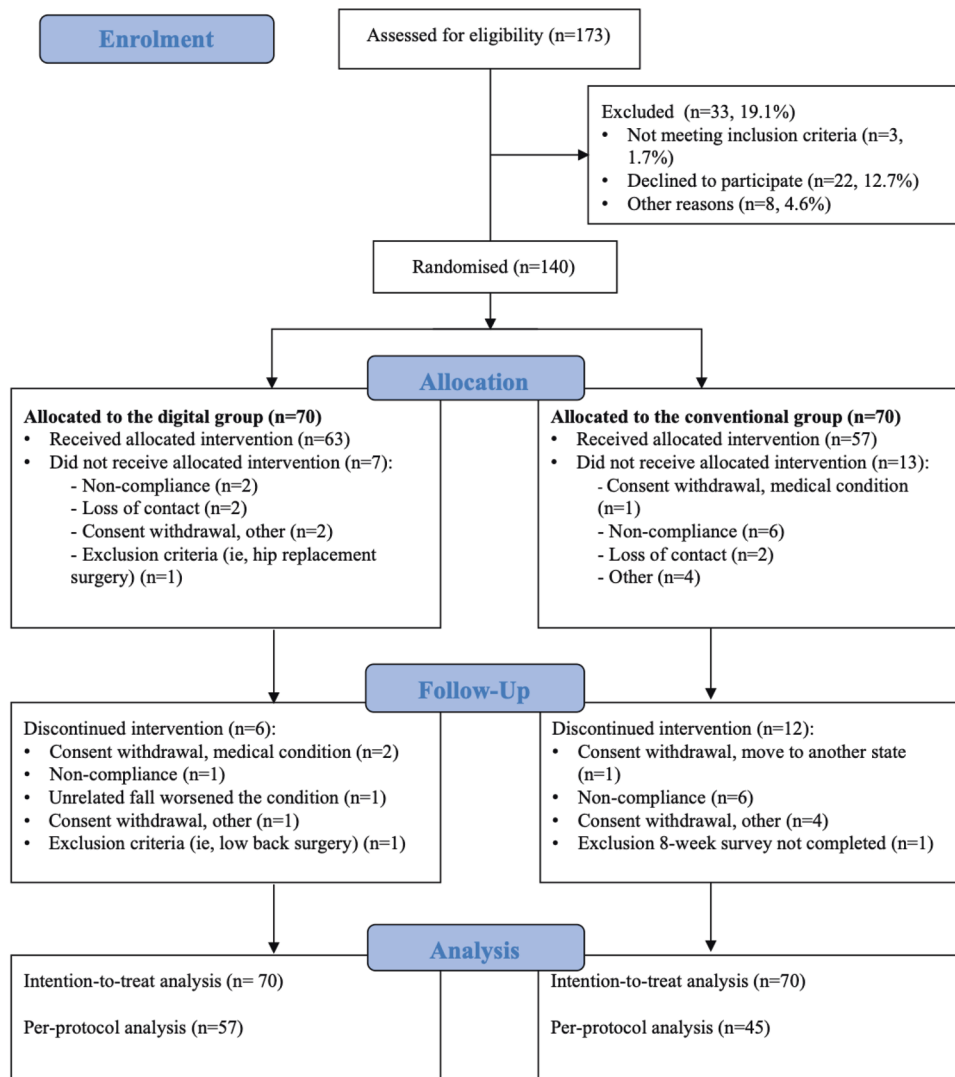 Enrolment
Assessed for eligibility (n=173)
Excluded (n=33, 19.1%)
• Not meeting inclusion criteria (n=3,
1.7%)
• Declined to participate (n=22, 12.7%)
• Other reasons (n=8, 4.6%)
Randomised (n=140)
Allocation
Allocated to the digital group (n=70)
• Received allocated intervention (n=63)
• Did not receive allocated intervention (n=7):
- Non-compliance (n=2)
- Loss of contact (n=2)
- Consent withdrawal, other (n=2)
- Exclusion criteria (ie, hip replacement
surgery) (n=1)
Allocated to the conventional group (n=70)
• Received allocated intervention (n=57)
• Did not receive allocated intervention (n=13):
- Consent withdrawal, medical condition
(n=1)
- Non-compliance (n=6)
- Loss of contact (n=2)
- Other (n=4)
Follow-Up
Discontinued intervention (n=6):
• Consent withdrawal, medical condition (n=2)
• Non-compliance (n=1)
• Unrelated fall worsened the condition (n=1)
• Consent withdrawal, other (n=1)
• Exclusion criteria (ie, low back surgery) (n=1)
Discontinued intervention (n=12):
• Consent withdrawal, move to another state
(n=1)
• Non-compliance (n=6)
• Consent withdrawal, other (n=4)
• Exclusion 8-week survey not completed (n=1)
Analysis
Intention-to-treat analysis (n= 70)
Per-protocol analysis (n=57)
Intention-to-treat analysis (n=70)
Per-protocol analysis (n=45)